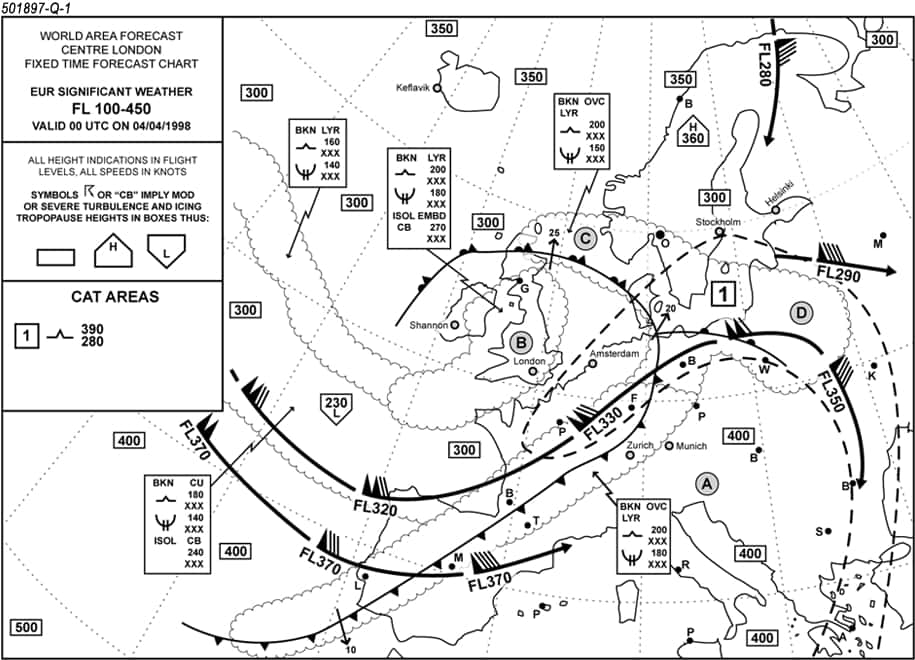 501897-Q-1
WORLD AREA FORECAST
CENTRE LONDON
FIXED TIME FORECAST CHART
EUR SIGNIFICANT WEATHER
FL 100-450
VALID 00 UTC ON 04/04/1998
ALL HEIGHT INDICATIONS IN FLIGHT
LEVELS, ALL SPEEDS IN KNOTS
SYMBOLS OR "CB" IMPLY MOD
OR SEVERE TURBULENCE AND ICING
TROPOPAUSE HEIGHTS IN BOXES THUS:
H
L
CAT AREAS
1 390
280
350
300
FL280
Keflavik
350
350
300
B
H
360
BKN LYR
160
XXX
140
XXX
BKN LYR
200
XXX
180
XXX
ISOL EMBD
CB 270
XXX
BKN OVC
LYR
200
XXX
150
XXX
300
300
300
Stockholm
Helsinki
25
C
O
M
FL290
G
1
300
Shannon
B
London
Amsterdam
20
D
B
W
K
FL350
230
L
FL370
400
F
P
P
FL330
300
Zurich
Munich
400
B
B
A
BKN CU
180
XXX
140
XXX
ISOL CB
240
XXX
FL320
B
T
S
BKN OVC
LYR
200
XXX
180
XXX
400
FL370
M
L
FL370
R
400
500
10
P
P
400
A